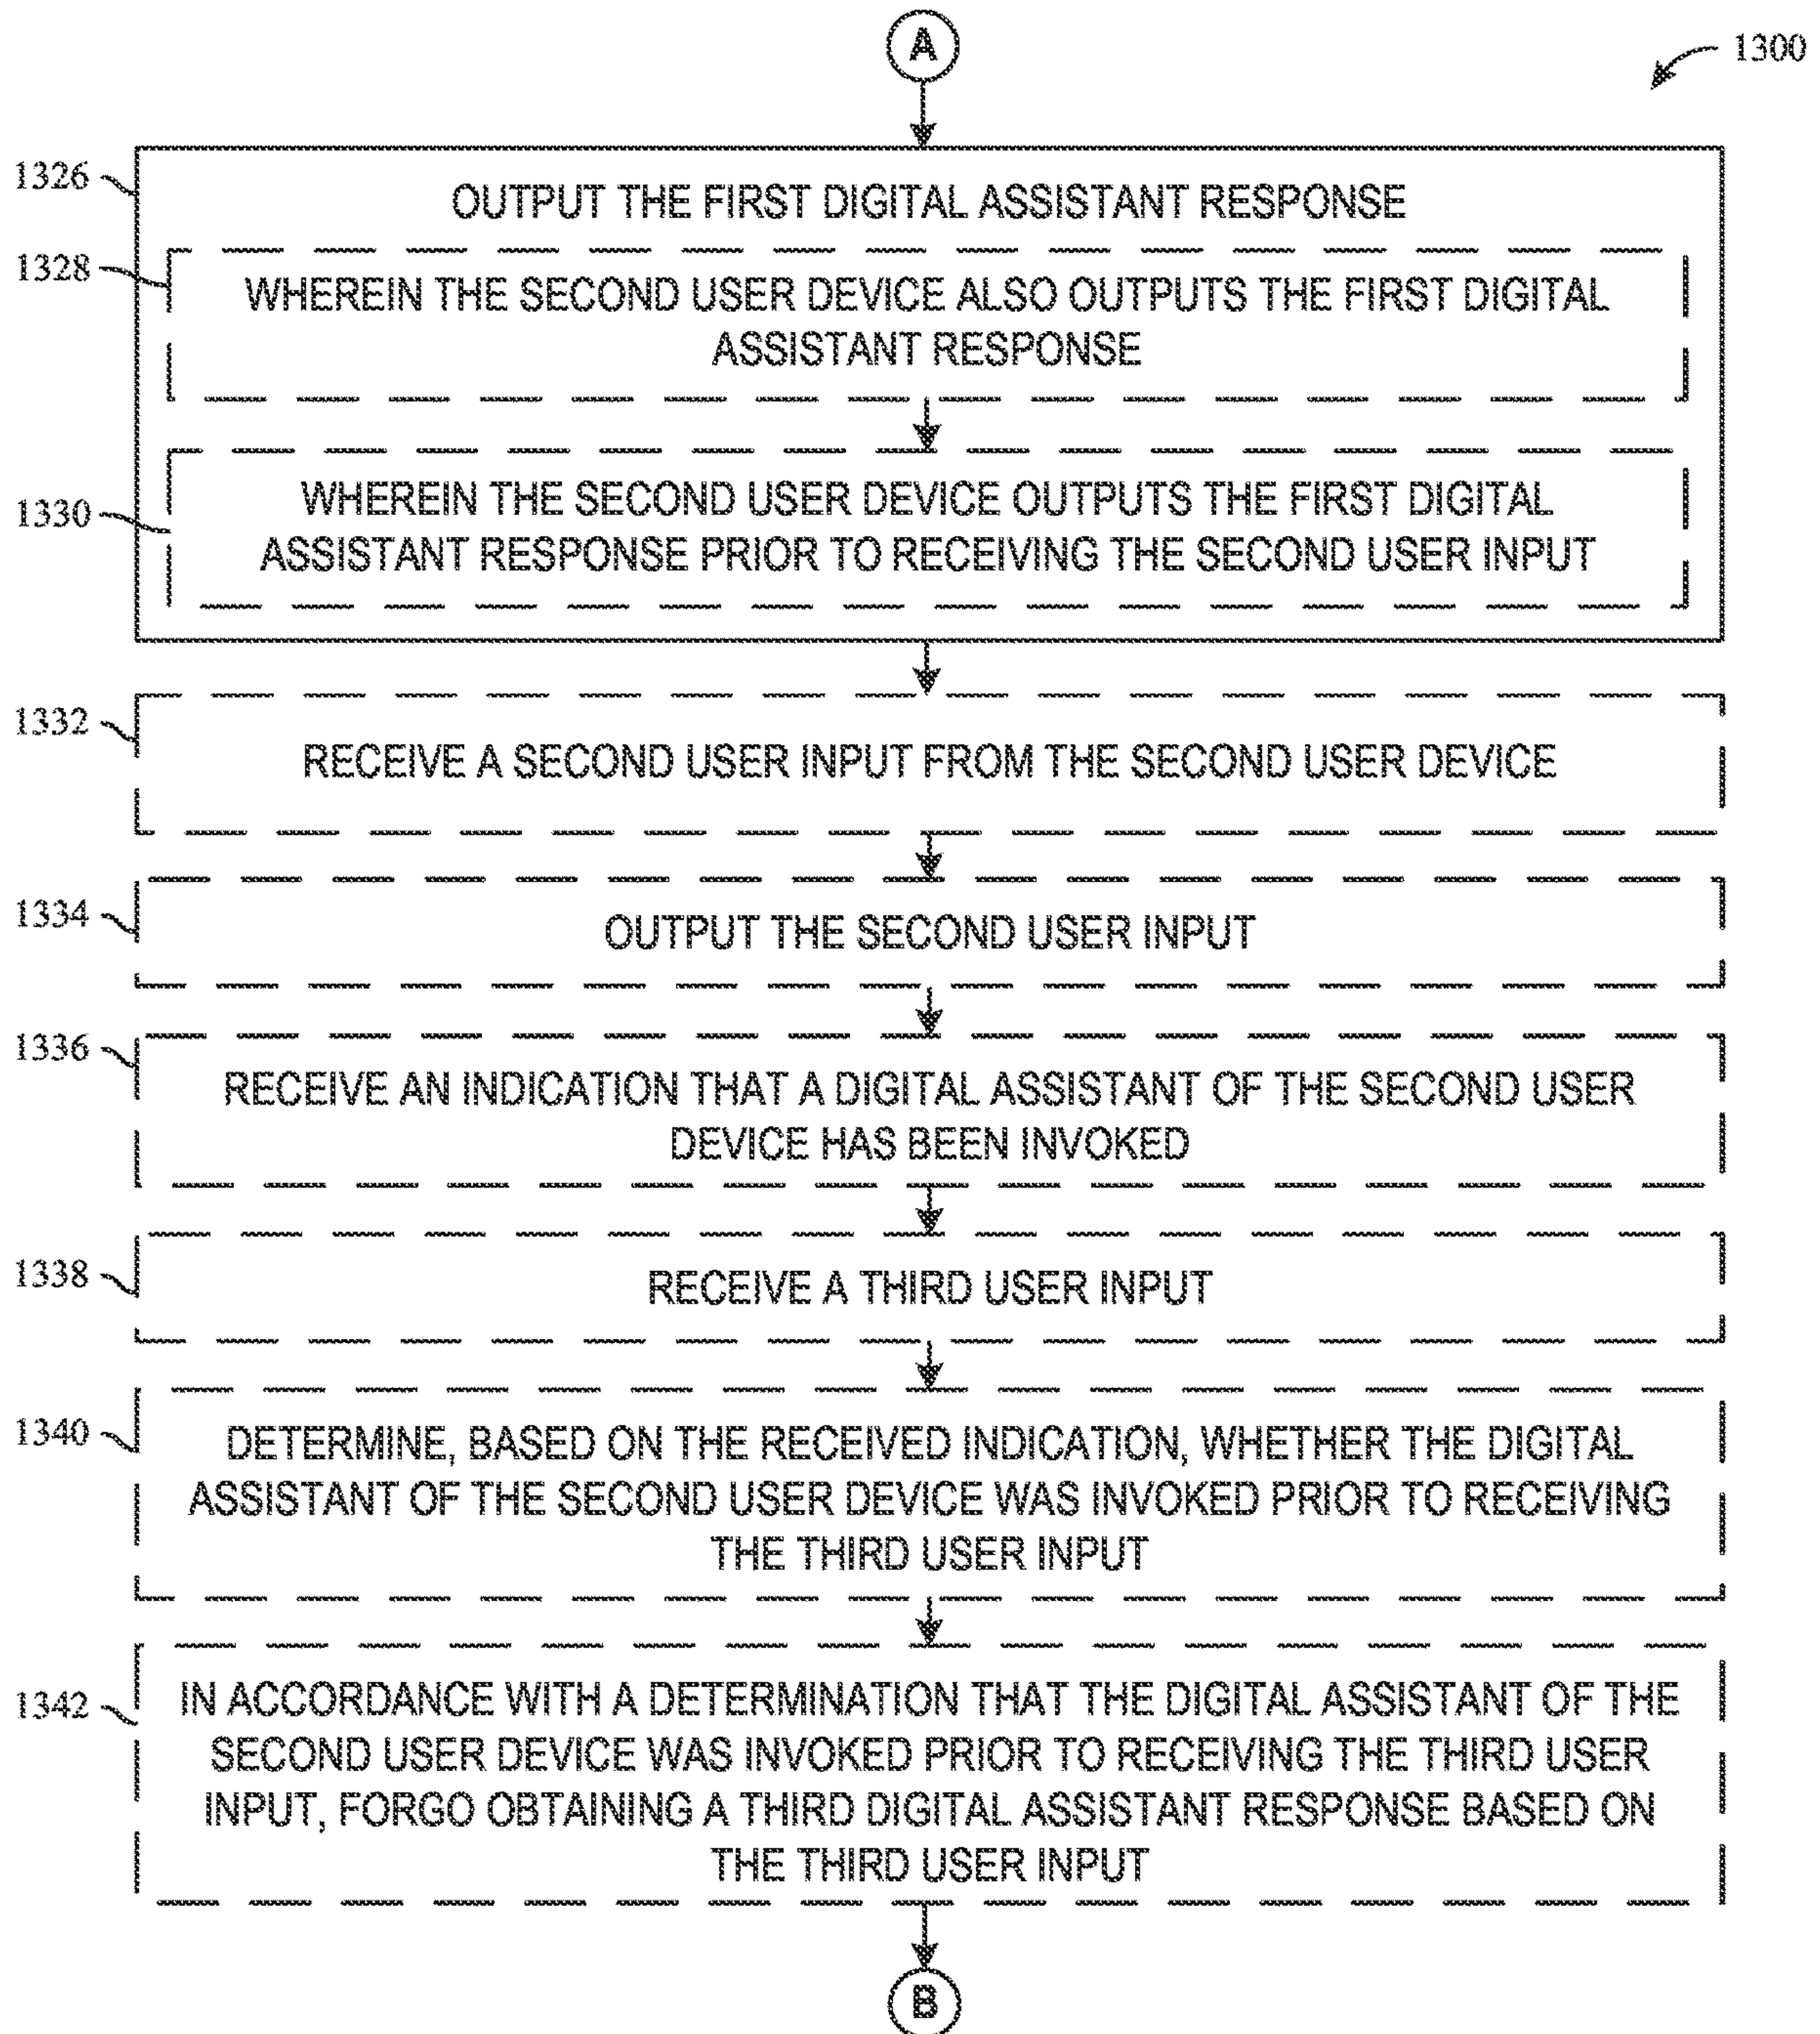 A
1300
1326
OUTPUT THE FIRST DIGITAL ASSISTANT RESPONSE
1328
WHEREIN THE SECOND USER DEVICE ALSO OUTPUTS THE FIRST DIGITAL
ASSISTANT RESPONSE
1330
WHEREIN THE SECOND USER DEVICE OUTPUTS THE FIRST DIGITAL
ASSISTANT RESPONSE PRIOR TO RECEIVING THE SECOND USER INPUT
1332
RECEIVE A SECOND USER INPUT FROM THE SECOND USER DEVICE
1334
OUTPUT THE SECOND USER INPUT
1336
RECEIVE AN INDICATION THAT A DIGITAL ASSISTANT OF THE SECOND USER
DEVICE HAS BEEN INVOKED
1338
RECEIVE A THIRD USER INPUT
1340
DETERMINE, BASED ON THE RECEIVED INDICATION, WHETHER THE DIGITAL
ASSISTANT OF THE SECOND USER DEVICE WAS INVOKED PRIOR TO RECEIVING
THE THIRD USER INPUT
1342
IN ACCORDANCE WITH A DETERMINATION THAT THE DIGITAL ASSISTANT OF THE
SECOND USER DEVICE WAS INVOKED PRIOR TO RECEIVING THE THIRD USER
INPUT, FORGO OBTAINING A THIRD DIGITAL ASSISTANT RESPONSE BASED ON
THE THIRD USER INPUT
B